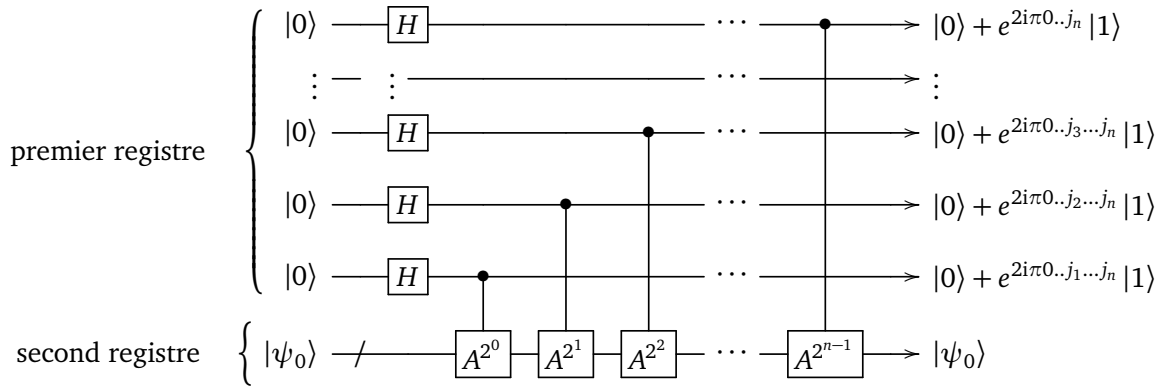 |0⟩ H ⋯ |0⟩ + e^{2iπ0..j_n} |1⟩
⋮ ⋮ ⋯ ⋮
|0⟩ H ⋯ |0⟩ + e^{2iπ0..j_3...j_n} |1⟩
premier registre
|0⟩ H ⋯ |0⟩ + e^{2iπ0..j_2...j_n} |1⟩
|0⟩ H ⋯ |0⟩ + e^{2iπ0..j_1...j_n} |1⟩
second registre |ψ_0⟩ A^{2^0} A^{2^1} A^{2^2} ⋯ A^{2^{n−1}} |ψ_0⟩